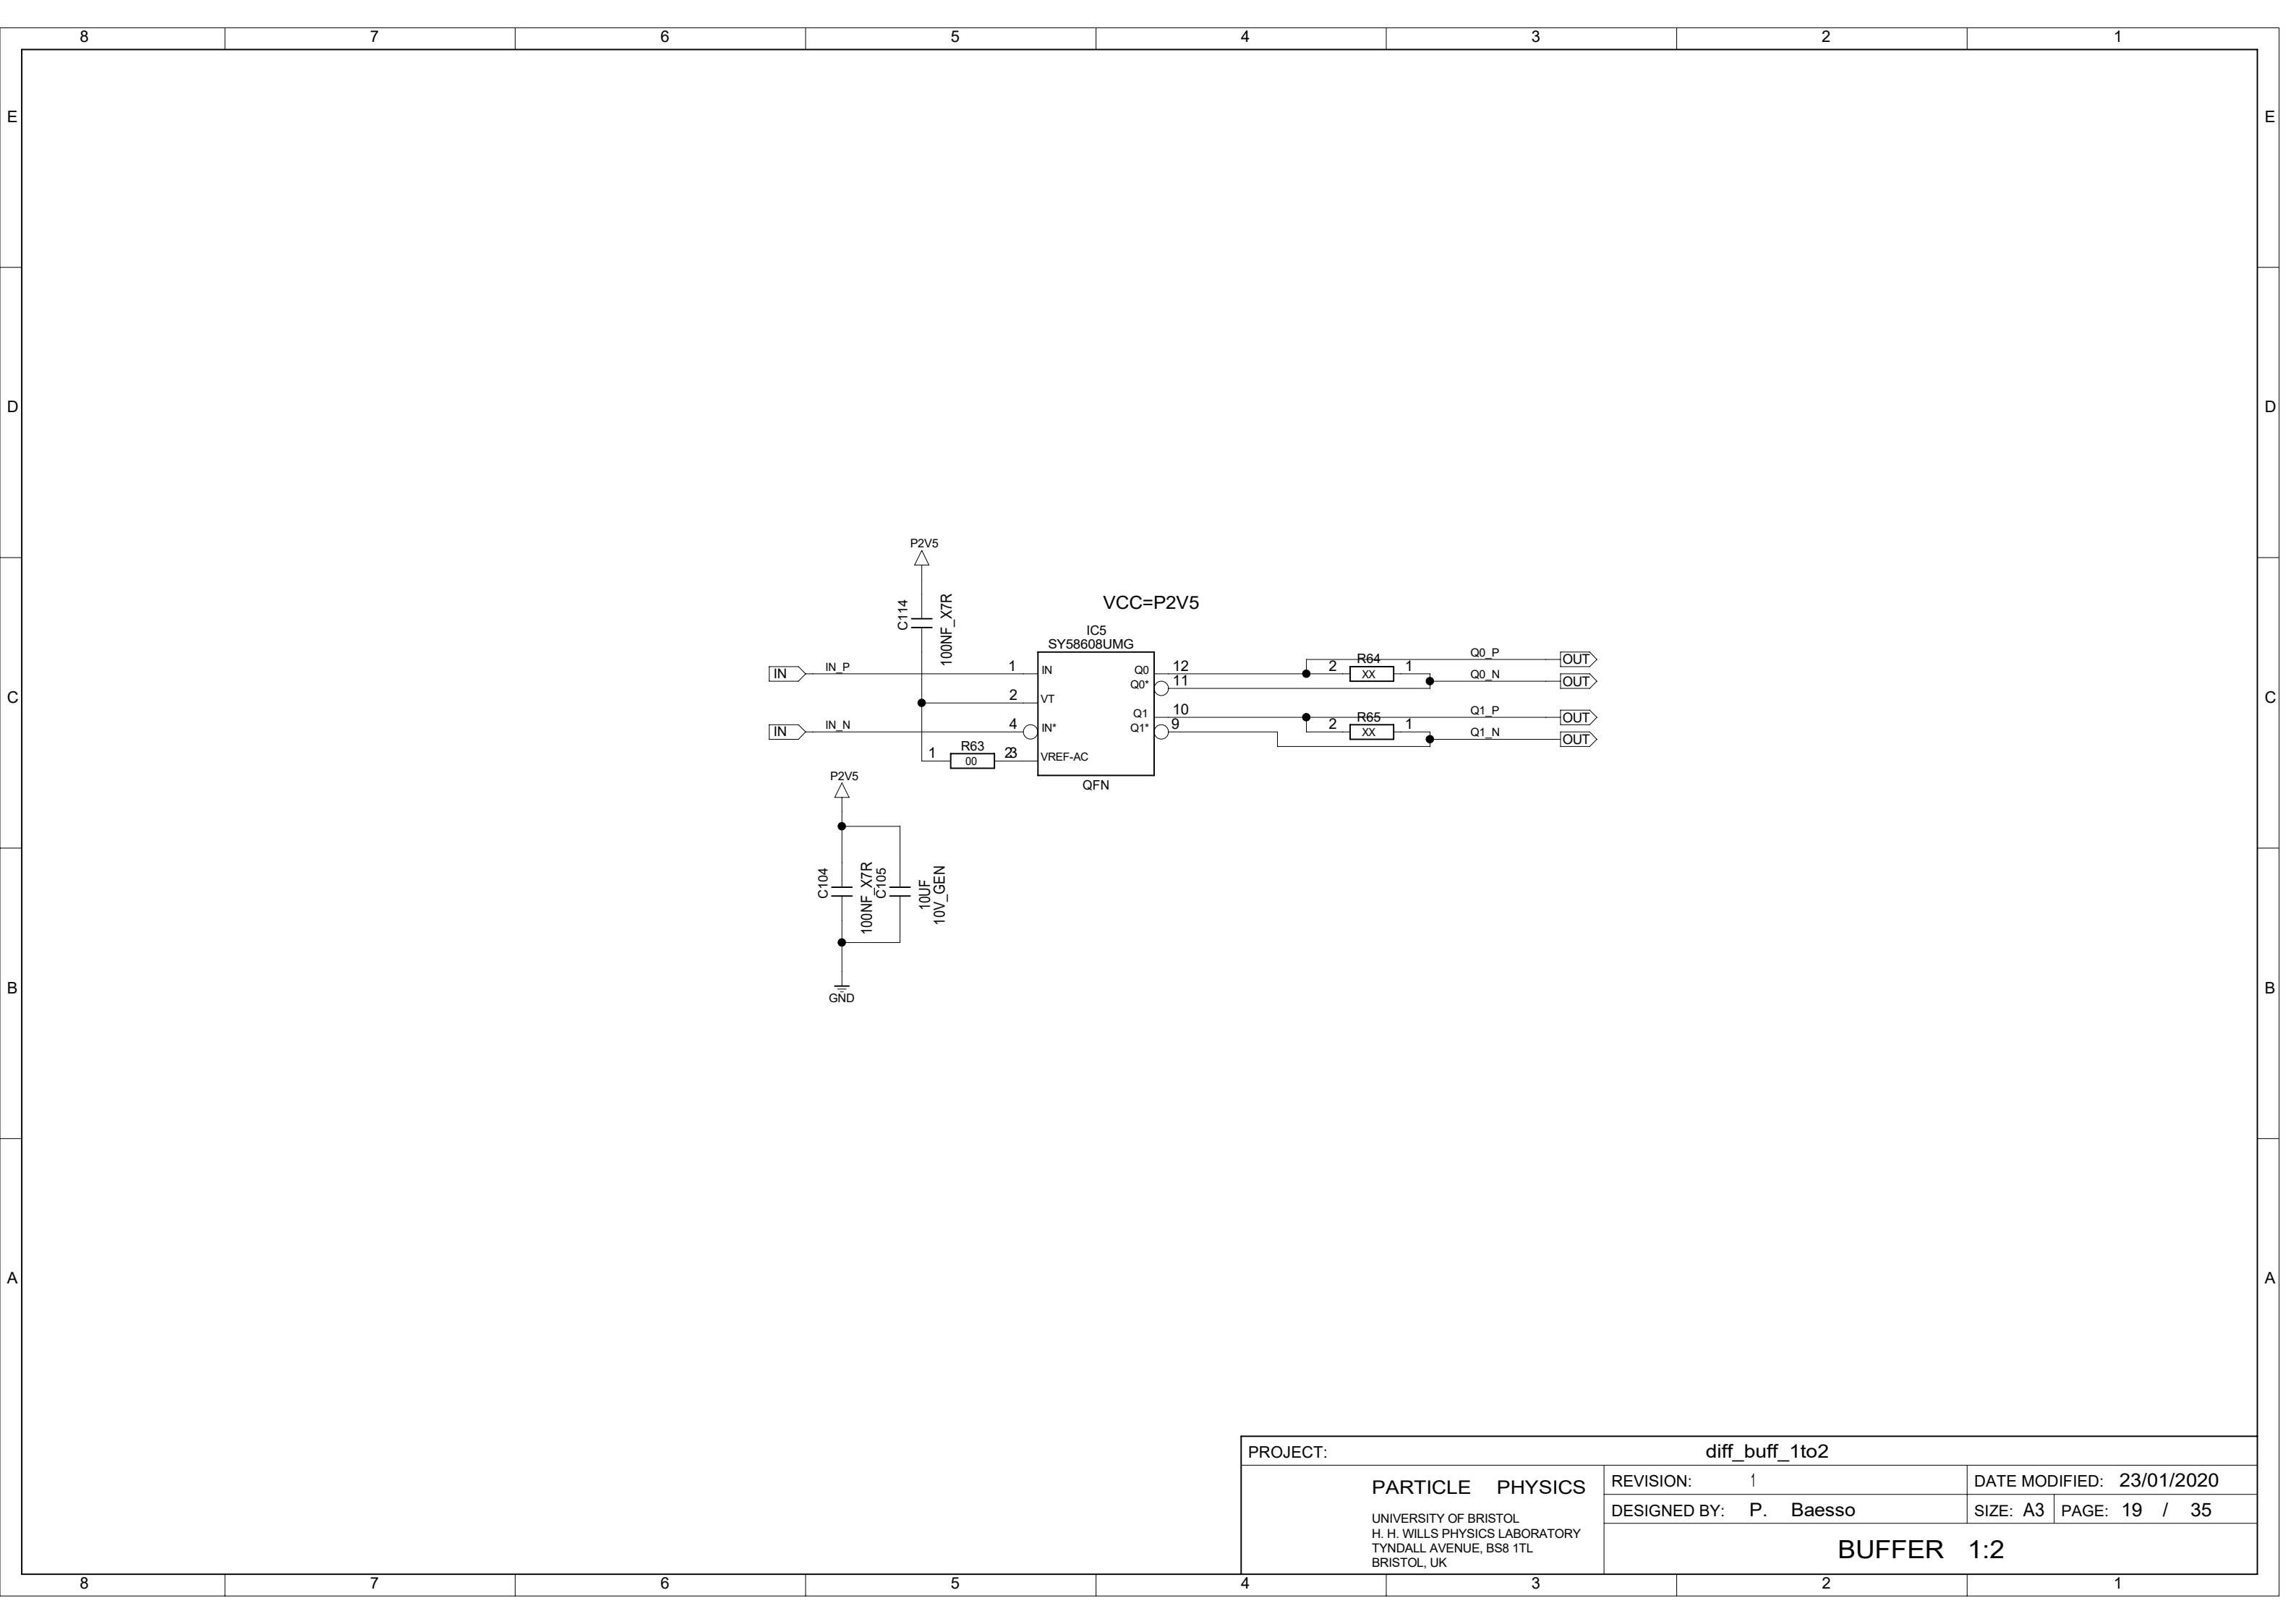 8 7 6 5 4 3 2 1
E E
D D
C C
B B
A A
P2V5
C114
100NF_X7R
VCC=P2V5
IC5
SY58608UMG
IN IN_P 1 IN
2 VT
IN IN_N 4 IN*
1 R63 00 2 3 VREF-AC
QFN
Q0 12 2 R64 XX 1 Q0_P OUT
Q0* 11 Q0_N OUT
Q1 10 Q1_P OUT
Q1* 9 2 R65 XX 1 Q1_N OUT
P2V5
C104
100NF_X7R
C105
10UF
10V_GEN
GND
PROJECT: diff_buff_1to2
PARTICLE PHYSICS
UNIVERSITY OF BRISTOL
H. H. WILLS PHYSICS LABORATORY
TYNDALL AVENUE, BS8 1TL
BRISTOL, UK
REVISION: 1
DATE MODIFIED: 23/01/2020
DESIGNED BY: P. Baesso
SIZE: A3 PAGE: 19 / 35
BUFFER 1:2
8 7 6 5 4 3 2 1